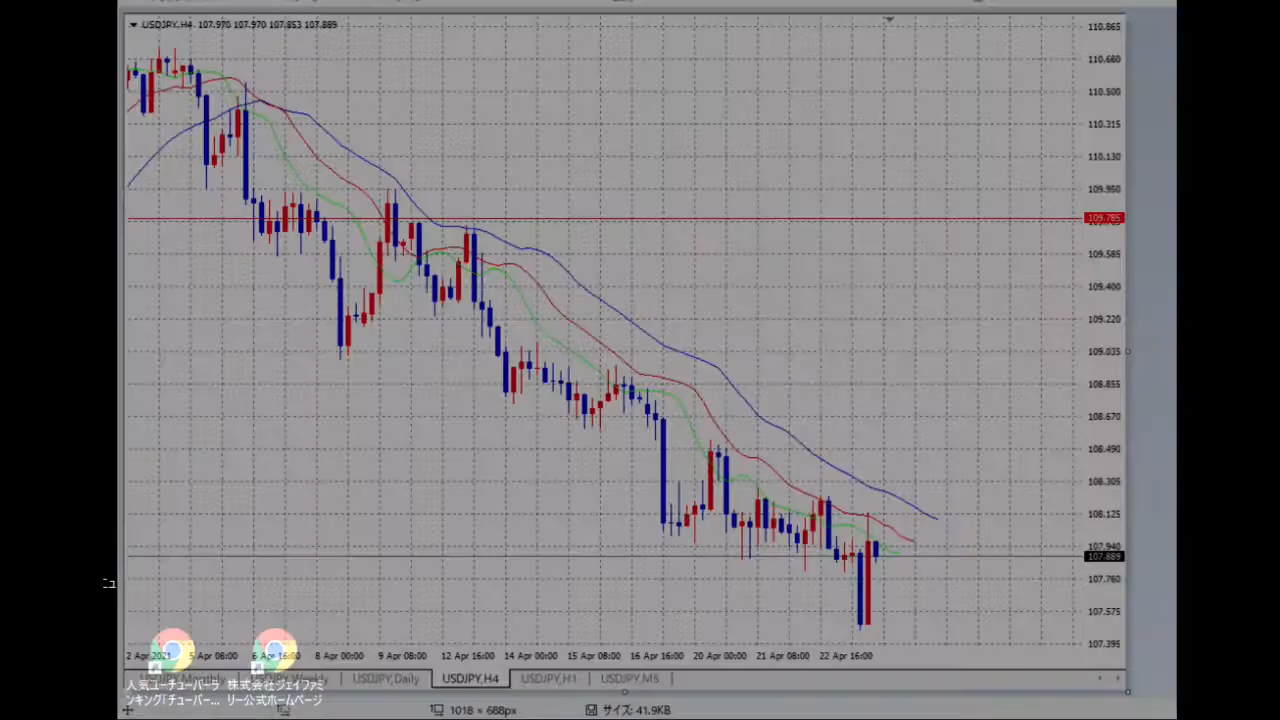 USDJPY,H4 107.970 107.970 107.853 107.889
110.865
110.680
110.500
110.315
110.130
109.950
109.785
109.585
109.400
109.220
109.035
108.855
108.670
108.490
108.305
108.125
107.940
107.889
107.760
107.575
107.395
2 Apr 2021 5 Apr 08:00 6 Apr 16:00 8 Apr 00:00 9 Apr 08:00 12 Apr 16:00 14 Apr 00:00 15 Apr 08:00 16 Apr 16:00 20 Apr 00:00 21 Apr 08:00 22 Apr 16:00
USDJPY,Monthly USDJPY,Weekly USDJPY,Daily USDJPY,H4 USDJPY,H1 USDJPY,M5
人気ユーチューバーラ
ンキング「チューバー...
株式会社ジェイファミ
リー公式ホームページ
1018 × 688px サイズ: 41.9KB